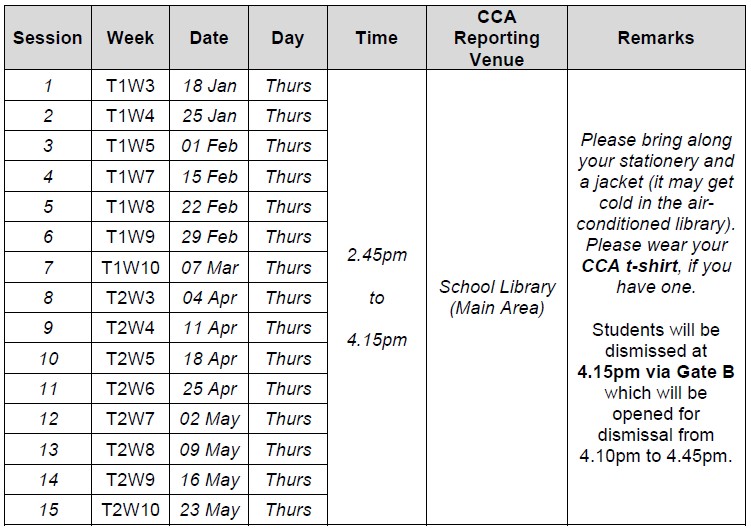 Session Week Date Day Time CCA Reporting Venue Remarks
1 T1W3 18 Jan Thurs
2 T1W4 25 Jan Thurs
3 T1W5 01 Feb Thurs
4 T1W7 15 Feb Thurs
5 T1W8 22 Feb Thurs
6 T1W9 29 Feb Thurs
7 T1W10 07 Mar Thurs
8 T2W3 04 Apr Thurs
9 T2W4 11 Apr Thurs
10 T2W5 18 Apr Thurs
11 T2W6 25 Apr Thurs
12 T2W7 02 May Thurs
13 T2W8 09 May Thurs
14 T2W9 16 May Thurs
15 T2W10 23 May Thurs
2.45pm
to
4.15pm
School Library
(Main Area)
Please bring along
your stationery and
a jacket (it may get
cold in the air-
conditioned library).
Please wear your
CCA t-shirt, if you
have one.
Students will be
dismissed at
4.15pm via Gate B
which will be
opened for
dismissal from
4.10pm to 4.45pm.